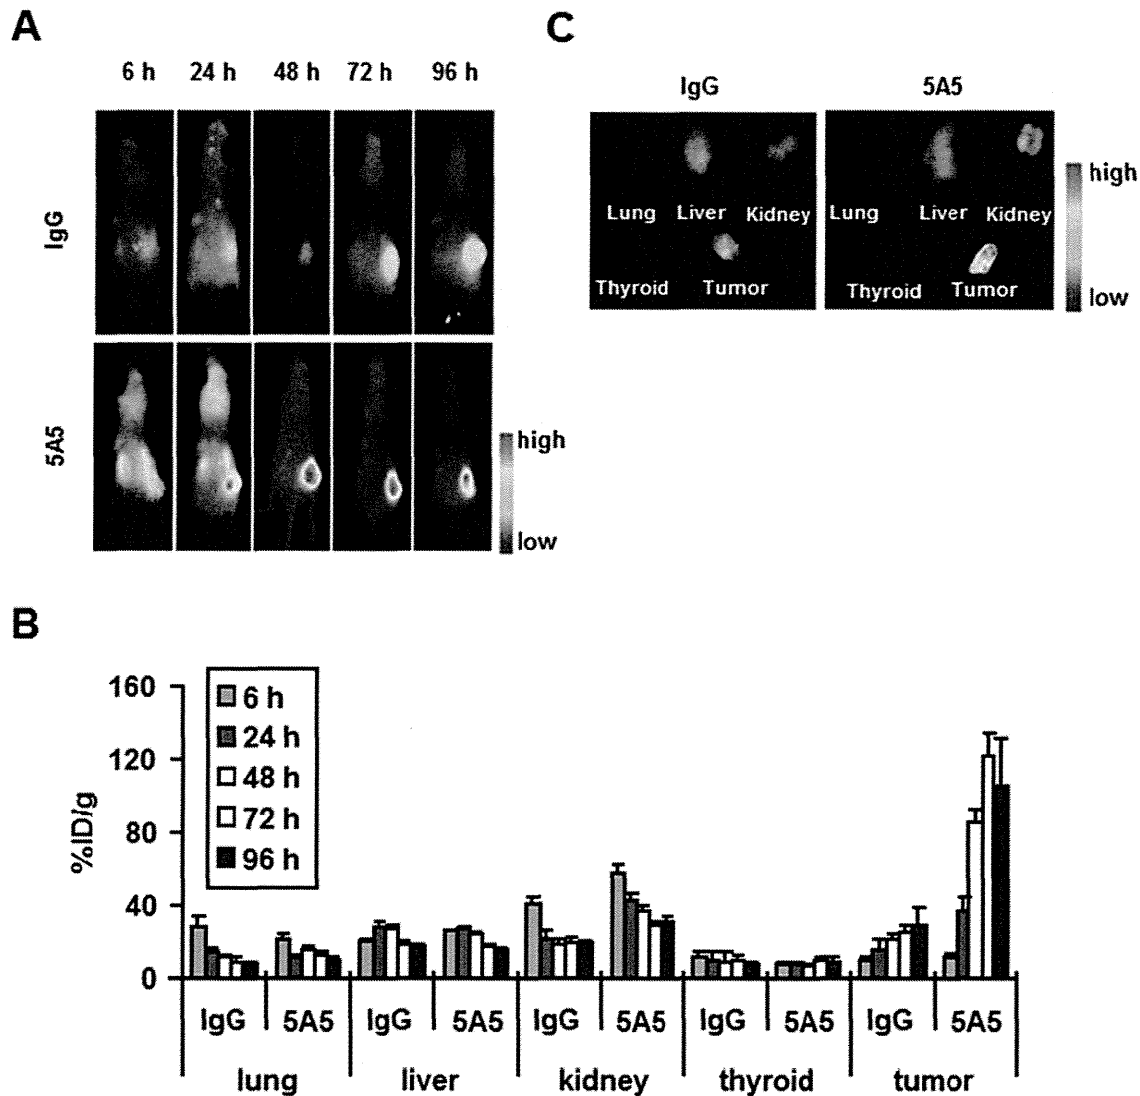 A
6 h 24 h 48 h 72 h 96 h
IgG
5A5
high
low
C
IgG 5A5
Lung Liver Kidney
Thyroid Tumor
Lung Liver Kidney
Thyroid Tumor
high
low
B
%ID/g
160
120
80
40
0
6 h
24 h
48 h
72 h
96 h
IgG 5A5 IgG 5A5 IgG 5A5 IgG 5A5 IgG 5A5
lung liver kidney thyroid tumor